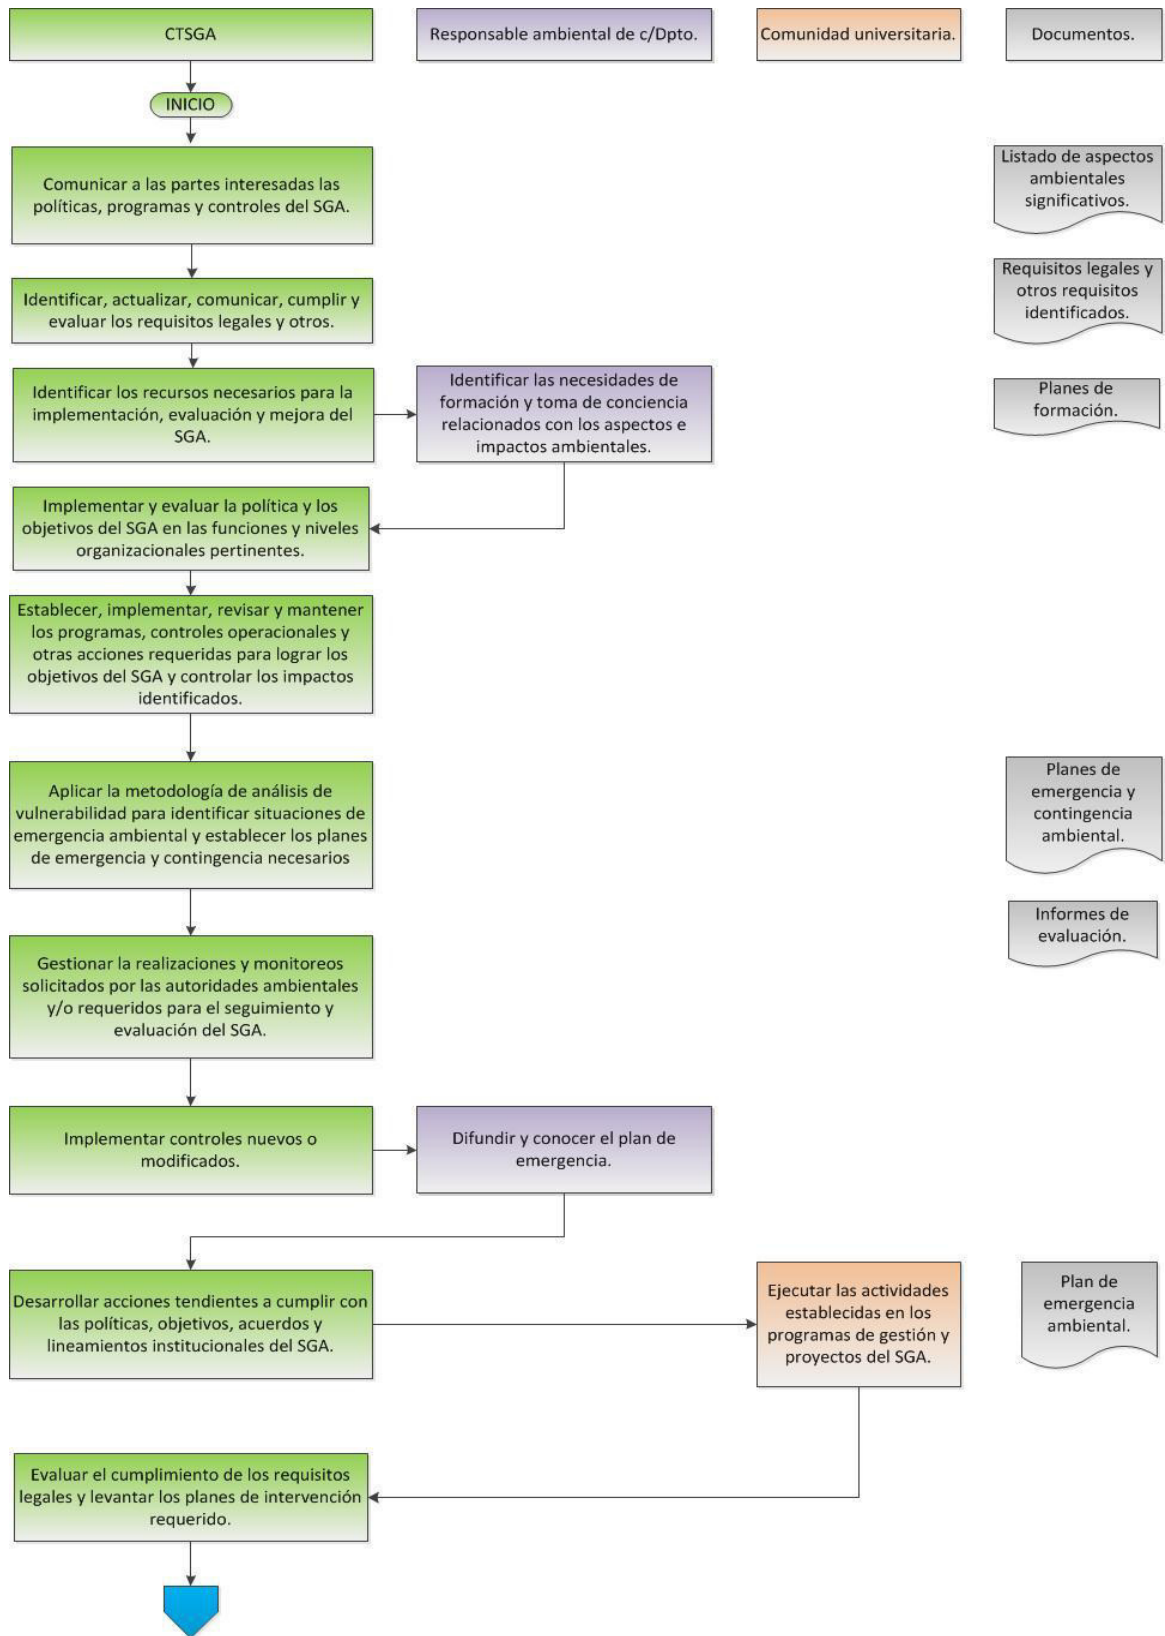 CTSGA
Responsable ambiental de c/Dpto.
Comunidad universitaria.
Documentos.
INICIO
Comunicar a las partes interesadas las
políticas, programas y controles del SGA.
Listado de aspectos
ambientales
significativos.
Identificar, actualizar, comunicar, cumplir y
evaluar los requisitos legales y otros.
Requisitos legales y
otros requisitos
identificados.
Identificar los recursos necesarios para la
implementación, evaluación y mejora del
SGA.
Identificar las necesidades de
formación y toma de conciencia
relacionados con los aspectos e
impactos ambientales.
Planes de
formación.
Implementar y evaluar la política y los
objetivos del SGA en las funciones y niveles
organizacionales pertinentes.
Establecer, implementar, revisar y mantener
los programas, controles operacionales y
otras acciones requeridas para lograr los
objetivos del SGA y controlar los impactos
identificados.
Aplicar la metodología de análisis de
vulnerabilidad para identificar situaciones de
emergencia ambiental y establecer los planes
de emergencia y contingencia necesarios
Planes de
emergencia y
contingencia
ambiental.
Informes de
evaluación.
Gestionar la realizaciones y monitoreos
solicitados por las autoridades ambientales
y/o requeridos para el seguimiento y
evaluación del SGA.
Implementar controles nuevos o
modificados.
Difundir y conocer el plan de
emergencia.
Desarrollar acciones tendientes a cumplir con
las políticas, objetivos, acuerdos y
lineamientos institucionales del SGA.
Ejecutar las actividades
establecidas en los
programas de gestión y
proyectos del SGA.
Plan de
emergencia
ambiental.
Evaluar el cumplimiento de los requisitos
legales y levantar los planes de intervención
requerido.